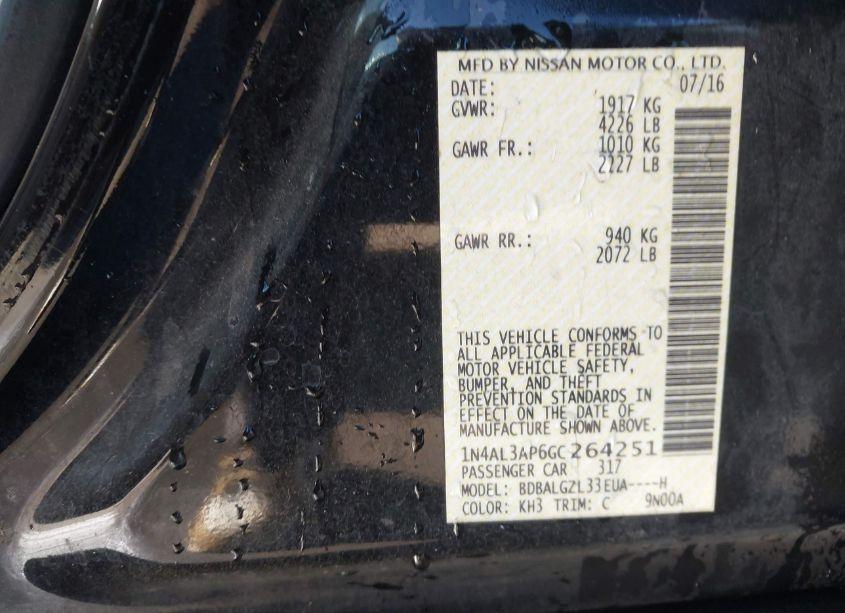 MFD BY NISSAN MOTOR CO., LTD.
DATE: 07/16
GVWR: 1917 KG
4226 LB
GAWR FR.: 1010 KG
2227 LB
GAWR RR.: 940 KG
2072 LB
THIS VEHICLE CONFORMS TO
ALL APPLICABLE FEDERAL
MOTOR VEHICLE SAFETY,
BUMPER, AND THEFT
PREVENTION STANDARDS IN
EFFECT ON THE DATE OF
MANUFACTURE SHOWN ABOVE.
1N4AL3AP6GC264251
PASSENGER CAR 317
MODEL: BDBALGZL33EUA----H
COLOR: KH3 TRIM: C 9N00A